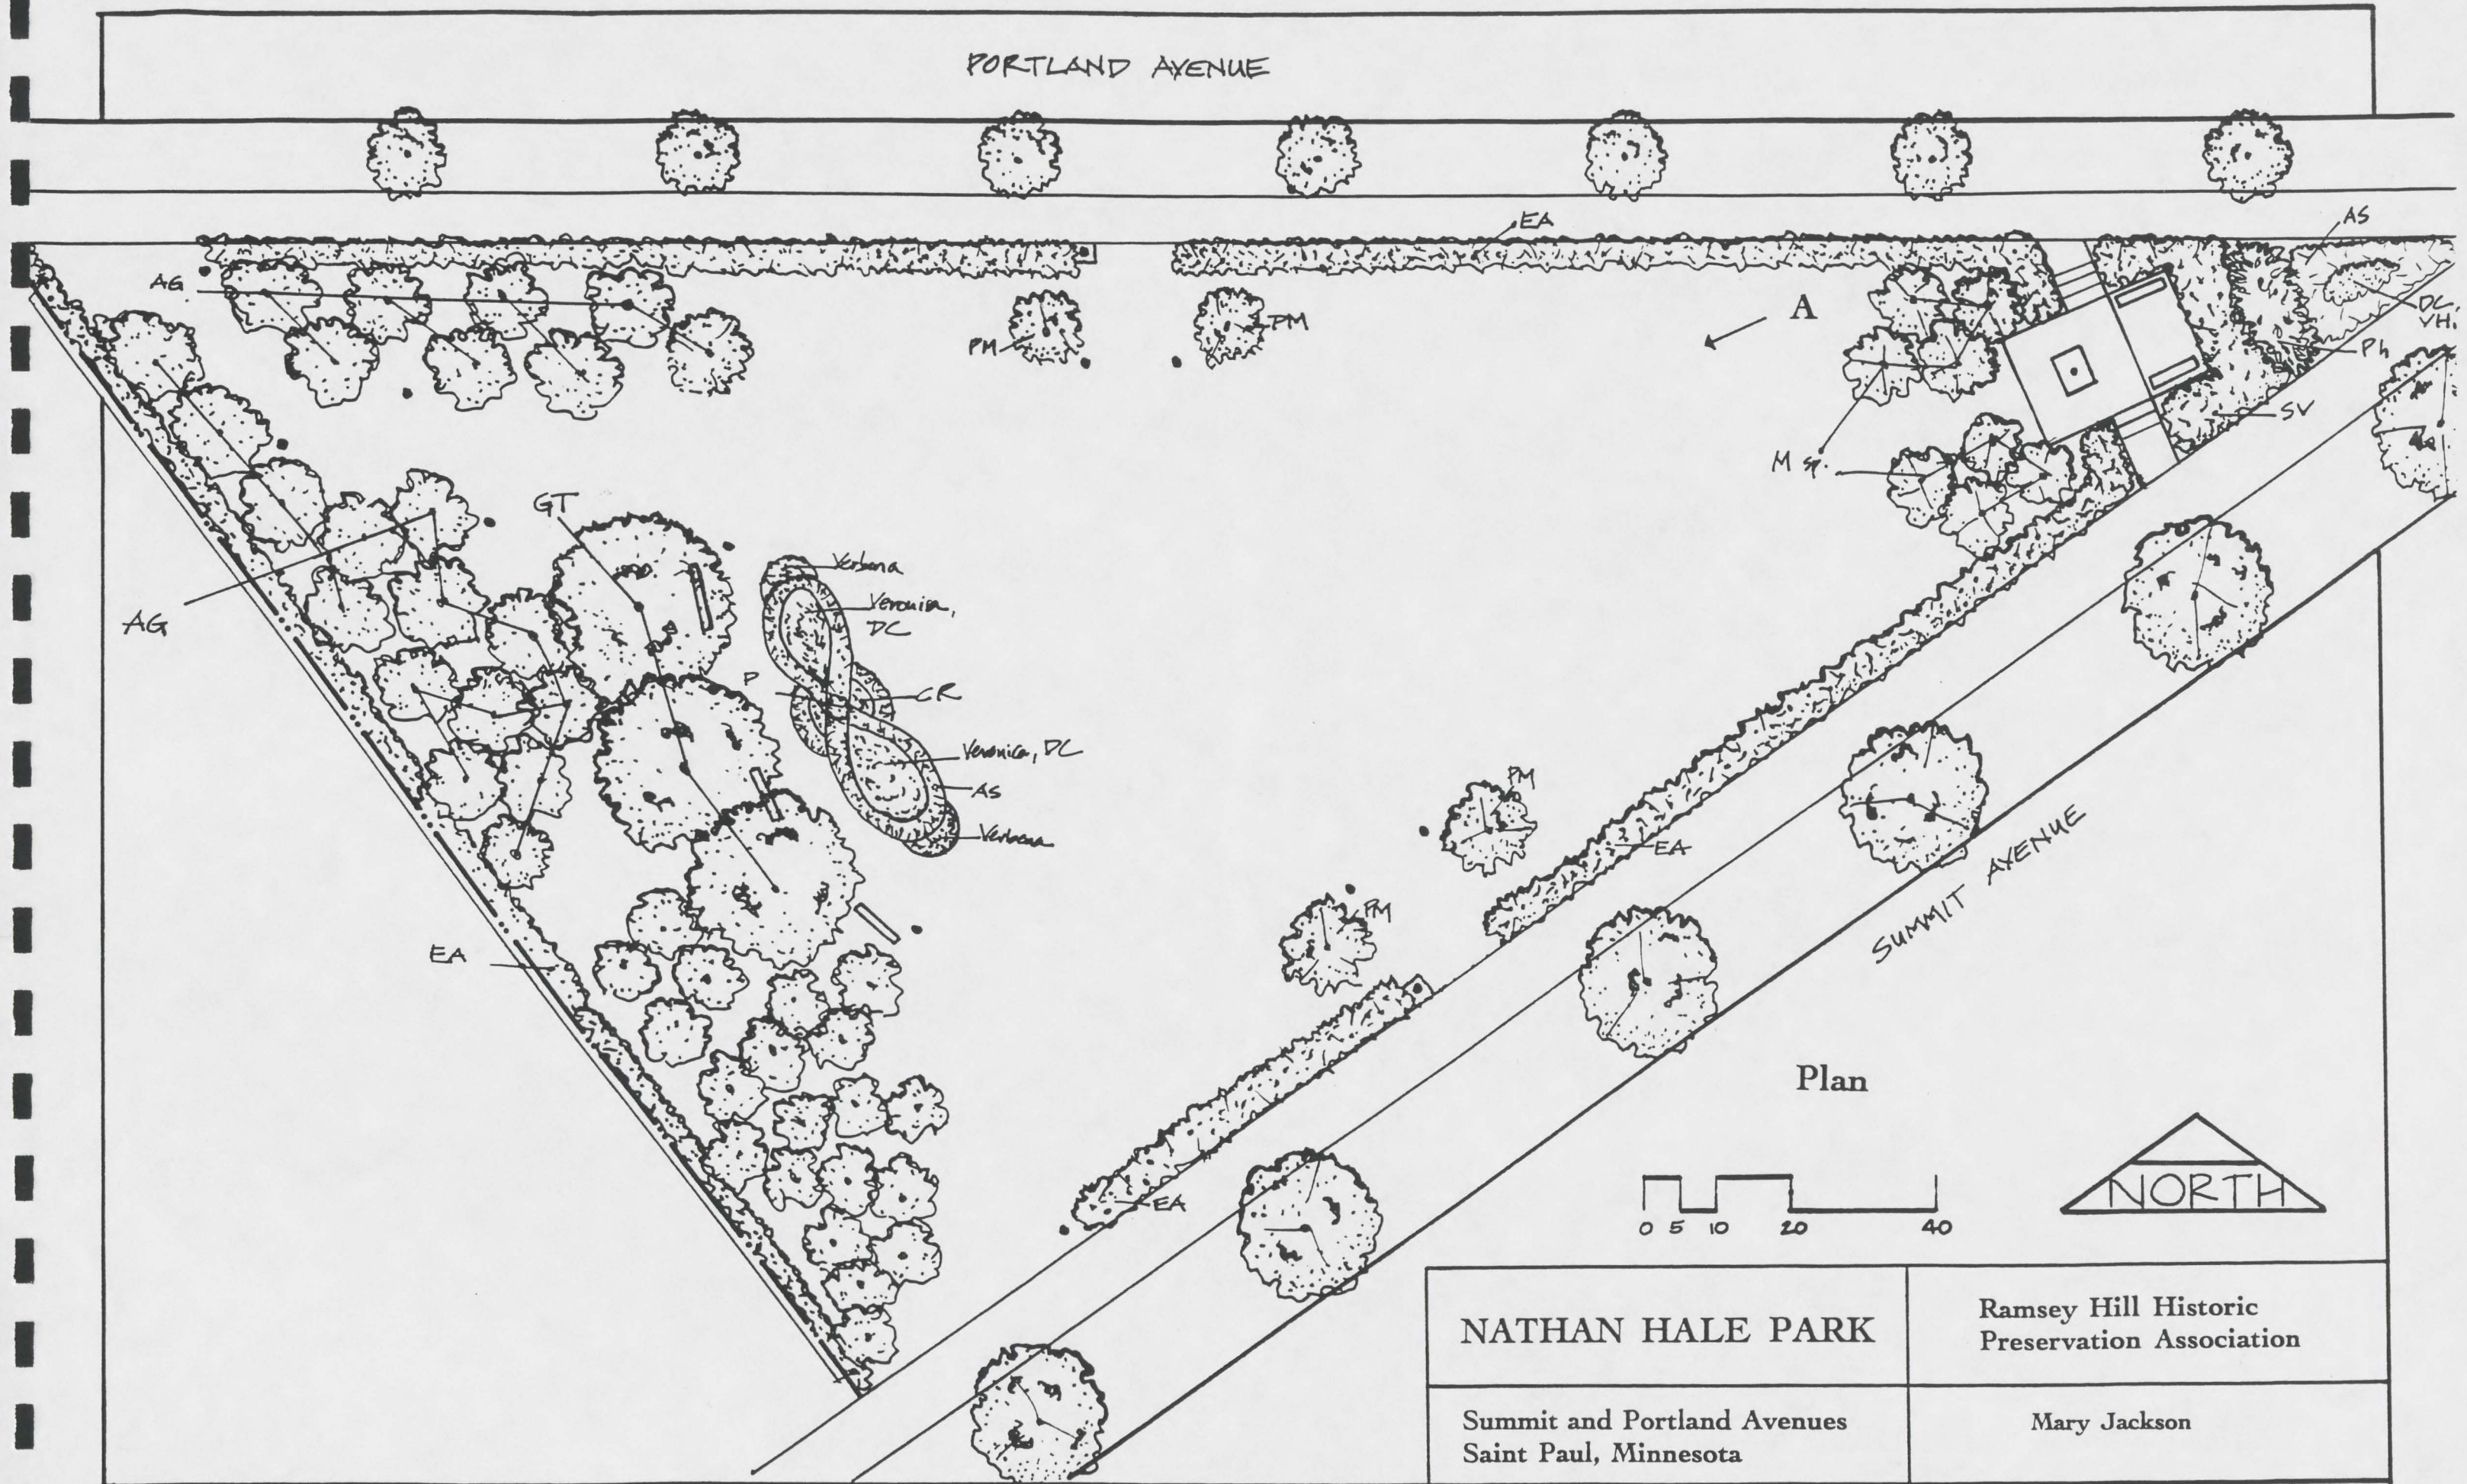 PORTLAND AVENUE
EA
AS
AG
A
PM
PM
DC,
VH.
Ph
SV
M sp.
GT
Verbena
Veronica,
DC
AG
P
CR
Veronica, DC
AS
Verbena
PM
EA
PM
SUMMIT AVENUE
EA
Plan
EA
NORTH
0 5 10 20 40
NATHAN HALE PARK
Ramsey Hill Historic
Preservation Association
Summit and Portland Avenues
Saint Paul, Minnesota
Mary Jackson